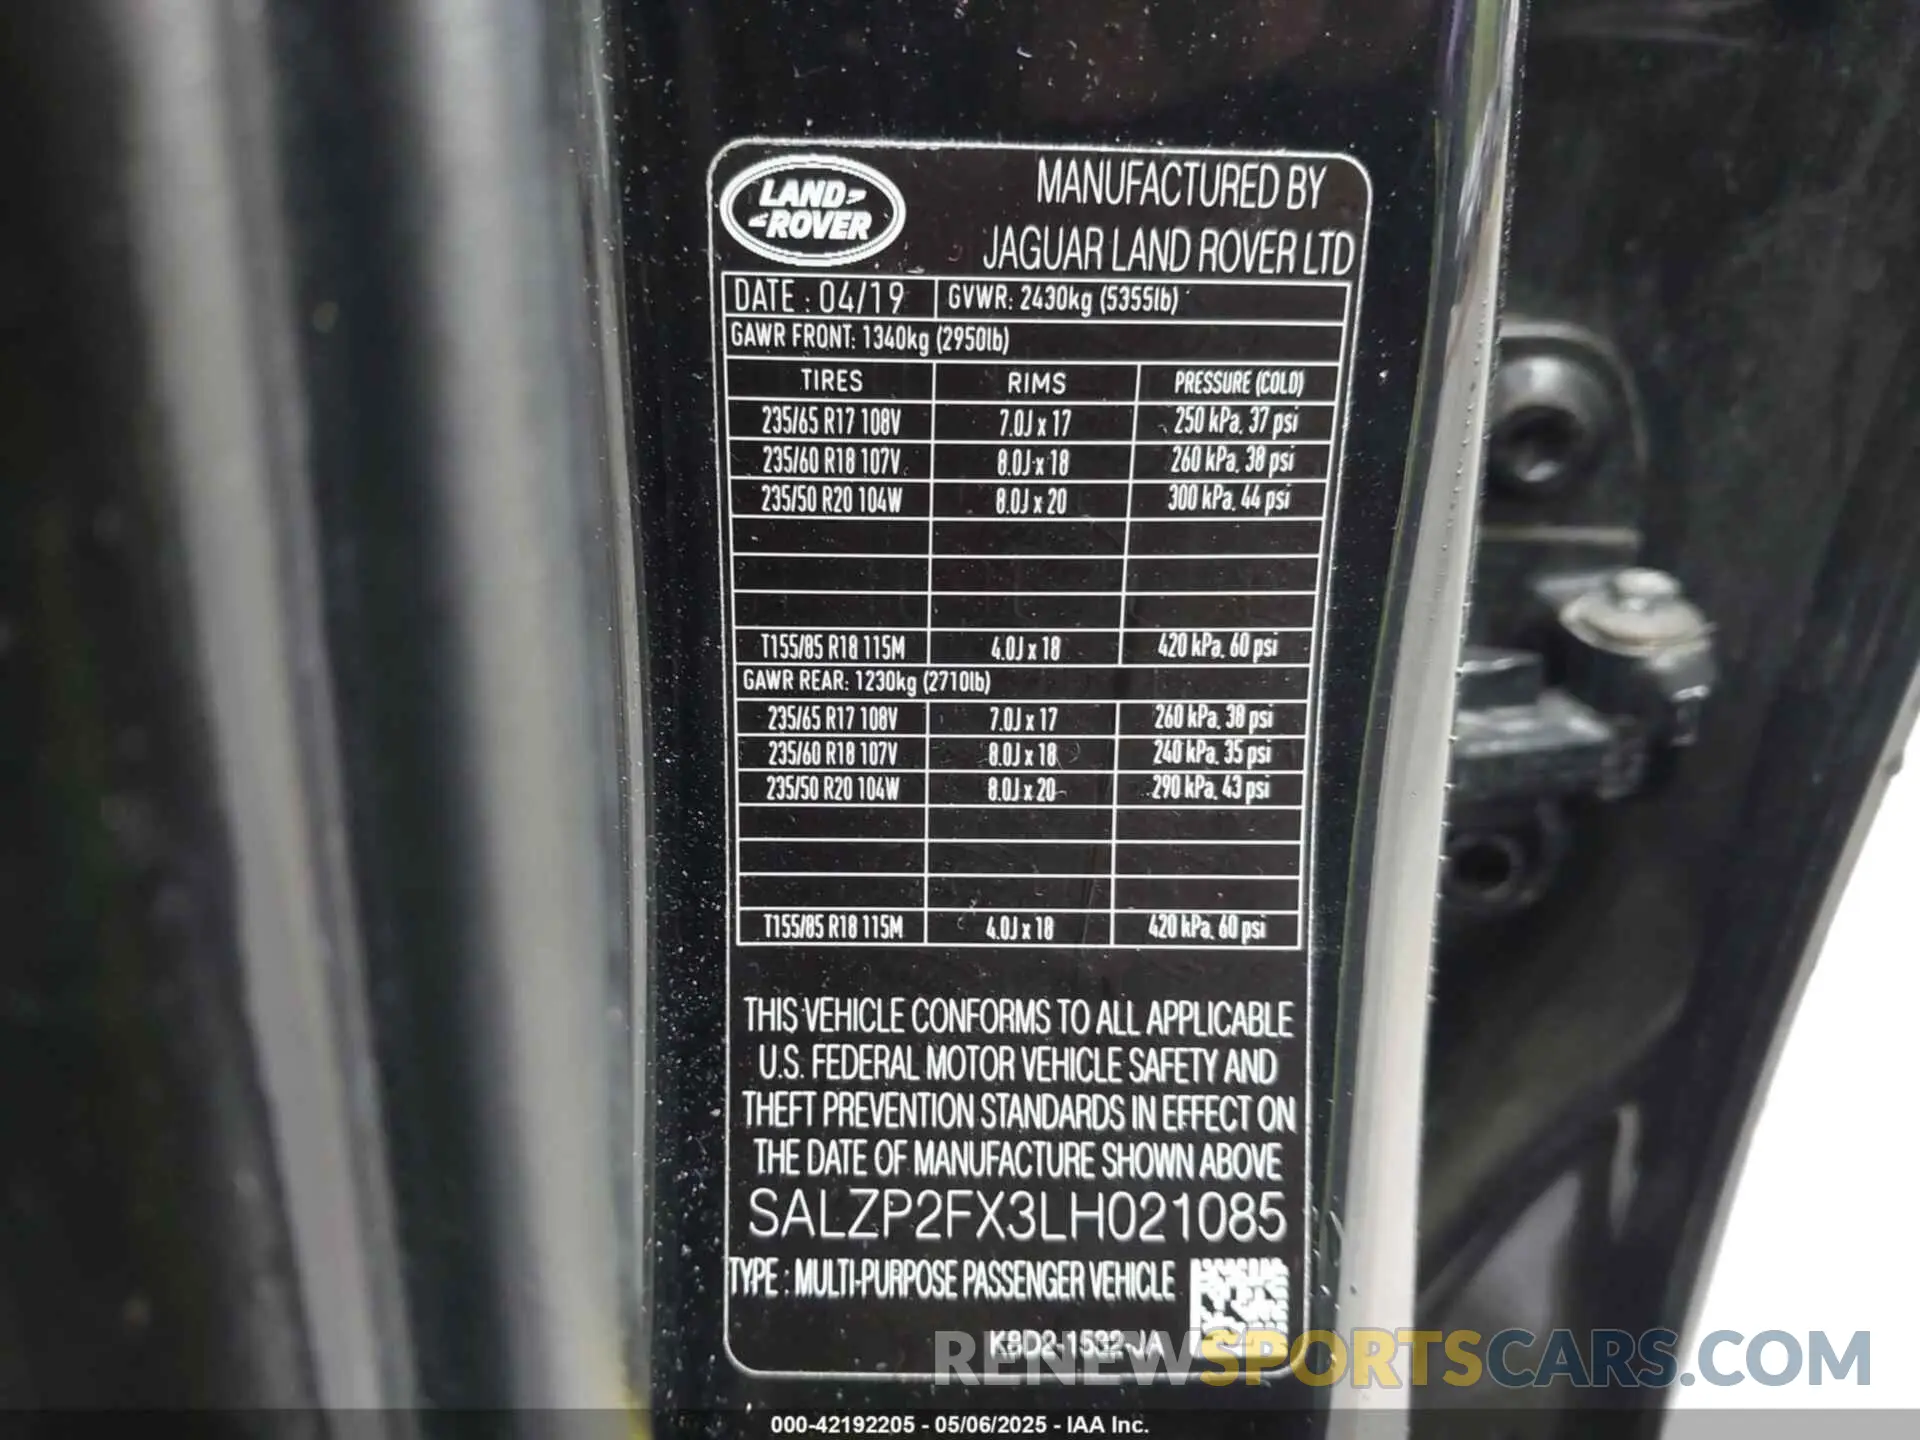 LAND
ROVER
MANUFACTURED BY
JAGUAR LAND ROVER LTD
DATE : 04/19 GVWR: 2430kg (5355lb)
GAWR FRONT: 1340kg (2950lb)
TIRES RIMS PRESSURE (COLD)
235/65 R17 108V 7.0J x 17 250 kPa, 37 psi
235/60 R18 107V 8.0J x 18 260 kPa, 38 psi
235/50 R20 104W 8.0J x 20 300 kPa, 44 psi
T155/85 R18 115M 4.0J x 18 420 kPa, 60 psi
GAWR REAR: 1230kg (2710lb)
235/65 R17 108V 7.0J x 17 260 kPa, 38 psi
235/60 R18 107V 8.0J x 18 240 kPa, 35 psi
235/50 R20 104W 8.0J x 20 290 kPa, 43 psi
T155/85 R18 115M 4.0J x 18 420 kPa, 60 psi
THIS VEHICLE CONFORMS TO ALL APPLICABLE
U.S. FEDERAL MOTOR VEHICLE SAFETY AND
THEFT PREVENTION STANDARDS IN EFFECT ON
THE DATE OF MANUFACTURE SHOWN ABOVE
SALZP2FX3LH021085
TYPE : MULTI-PURPOSE PASSENGER VEHICLE
K8D2-1532-JA
RENEWSPORTSCARS.COM
000-42192205 - 05/06/2025 - IAA Inc.